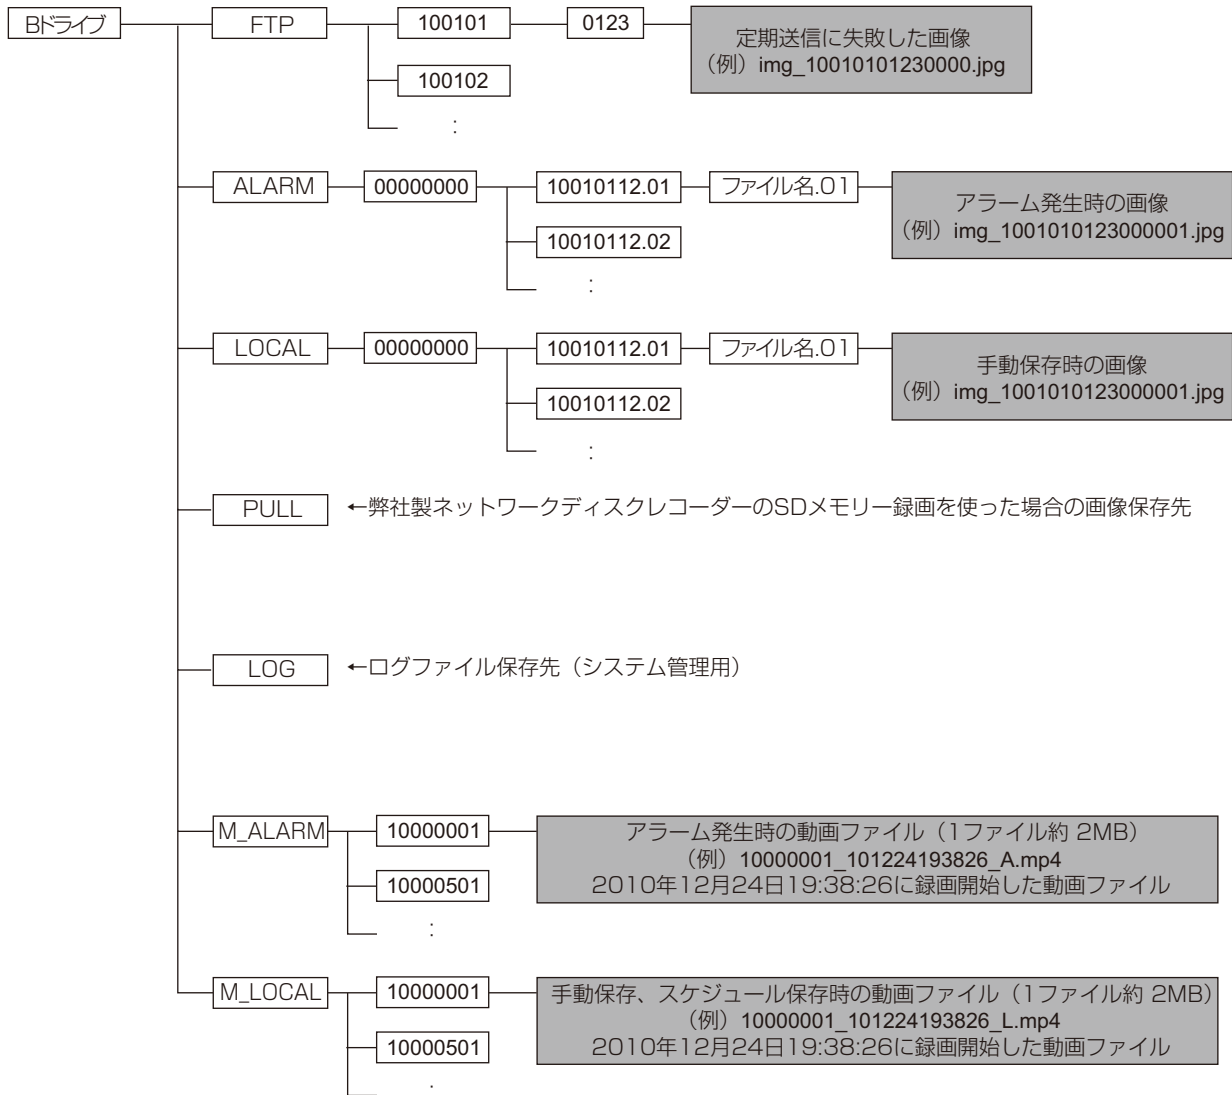 Bドライブ
FTP
100101
0123
定期送信に失敗した画像
（例）img_10010101230000.jpg
100102
：
ALARM
00000000
10010112.01
ファイル名.01
アラーム発生時の画像
（例）img_1001010123000001.jpg
10010112.02
：
LOCAL
00000000
10010112.01
ファイル名.01
手動保存時の画像
（例）img_1001010123000001.jpg
10010112.02
：
PULL
←弊社製ネットワークディスクレコーダーのSDメモリー録画を使った場合の画像保存先
LOG
←ログファイル保存先（システム管理用）
M_ALARM
10000001
アラーム発生時の動画ファイル（1ファイル約 2MB）
（例）10000001_101224193826_A.mp4
2010年12月24日19:38:26に録画開始した動画ファイル
10000501
：
M_LOCAL
10000001
手動保存、スケジュール保存時の動画ファイル（1ファイル約 2MB）
（例）10000001_101224193826_L.mp4
2010年12月24日19:38:26に録画開始した動画ファイル
10000501
：